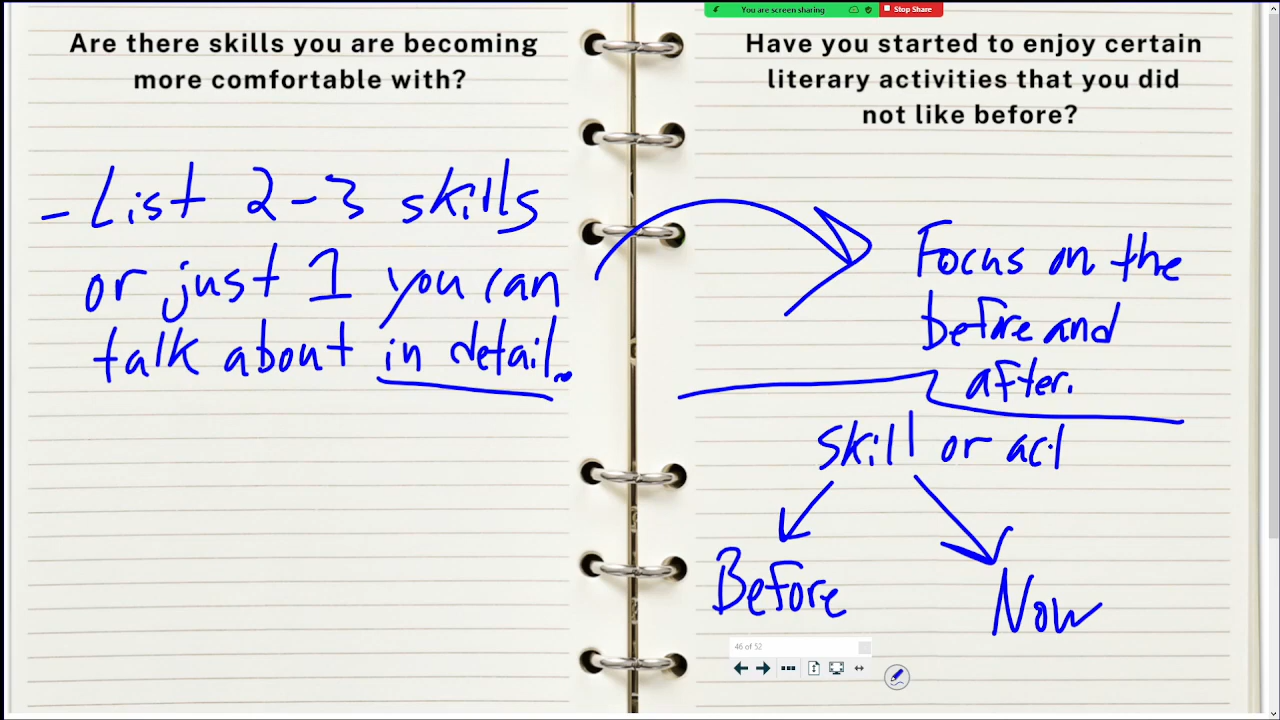 You are screen sharing
Stop Share
Are there skills you are becoming
more comfortable with?
- List 2-3 skills
or just 1 you can
talk about in detail.
Have you started to enjoy certain
literary activities that you did
not like before?
Focus on the
before and
after.
skill or act
Before
Now
46 of 52